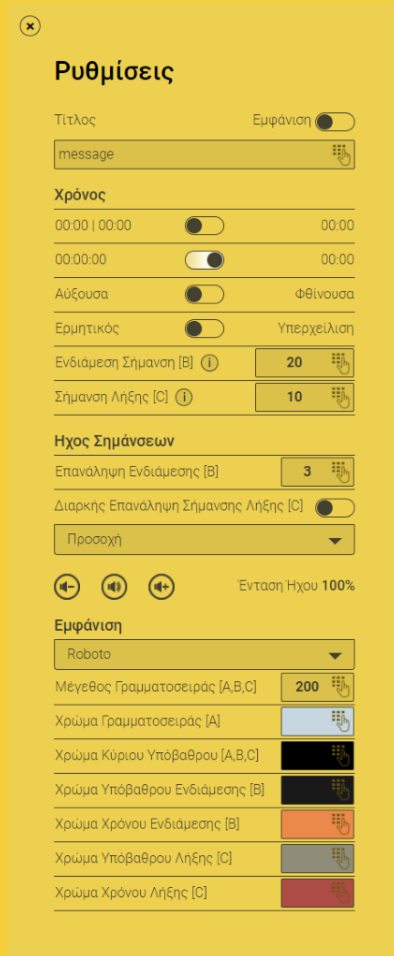 Ρυθμίσεις
Τίτλος Εμφάνιση
message
Χρόνος
00:00 | 00:00 00:00
00:00:00 00:00
Αύξουσα Φθίνουσα
Ερμητικός Υπερχείλιση
Ενδιάμεση Σήμανση [B] i 20
Σήμανση Λήξης [C] i 10
Ηχος Σημάνσεων
Επανάληψη Ενδιάμεσης [B] 3
Διαρκής Επανάληψη Σήμανσης Λήξης [C]
Προσοχή
Ένταση Ήχου 100%
Εμφάνιση
Roboto
Μέγεθος Γραμματοσειράς [A,B,C] 200
Χρώμα Γραμματοσειράς [A]
Χρώμα Κύριου Υπόβαθρου [A,B,C]
Χρώμα Υπόβαθρου Ενδιάμεσης [B]
Χρώμα Χρόνου Ενδιάμεσης [B]
Χρώμα Υπόβαθρου Λήξης [C]
Χρώμα Χρόνου Λήξης [C]